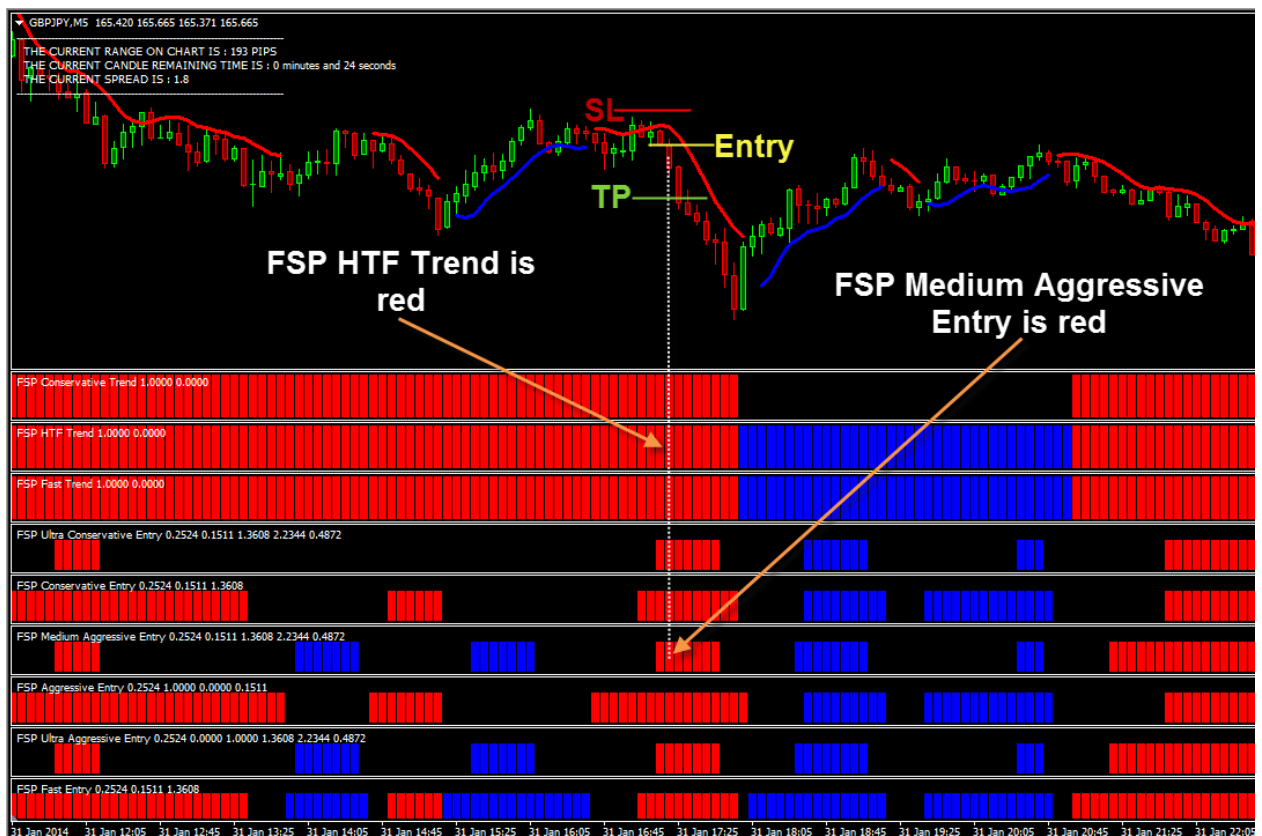 GBPJPY,M5 165.420 165.665 165.371 165.665
THE CURRENT RANGE ON CHART IS : 193 PIPS
THE CURRENT CANDLE REMAINING TIME IS : 0 minutes and 24 seconds
THE CURRENT SPREAD IS : 1.8
SL
Entry
TP
FSP HTF Trend is
red
FSP Medium Aggressive
Entry is red
FSP Conservative Trend 1.0000 0.0000
FSP HTF Trend 1.0000 0.0000
FSP Fast Trend 1.0000 0.0000
FSP Ultra Conservative Entry 0.2524 0.1511 1.3608 2.2344 0.4872
FSP Conservative Entry 0.2524 0.1511 1.3608
FSP Medium Aggressive Entry 0.2524 0.1511 1.3608 2.2344 0.4872
FSP Aggressive Entry 0.2524 1.0000 0.0000 0.1511
FSP Ultra Aggressive Entry 0.2524 0.0000 1.0000 1.3608 2.2344 0.4872
FSP Fast Entry 0.2524 0.1511 1.3608
31 Jan 2014 31 Jan 12:05 31 Jan 12:45 31 Jan 13:25 31 Jan 14:05 31 Jan 14:45 31 Jan 15:25 31 Jan 16:05 31 Jan 16:45 31 Jan 17:25 31 Jan 18:05 31 Jan 18:45 31 Jan 19:25 31 Jan 20:05 31 Jan 20:45 31 Jan 21:25 31 Jan 22:05